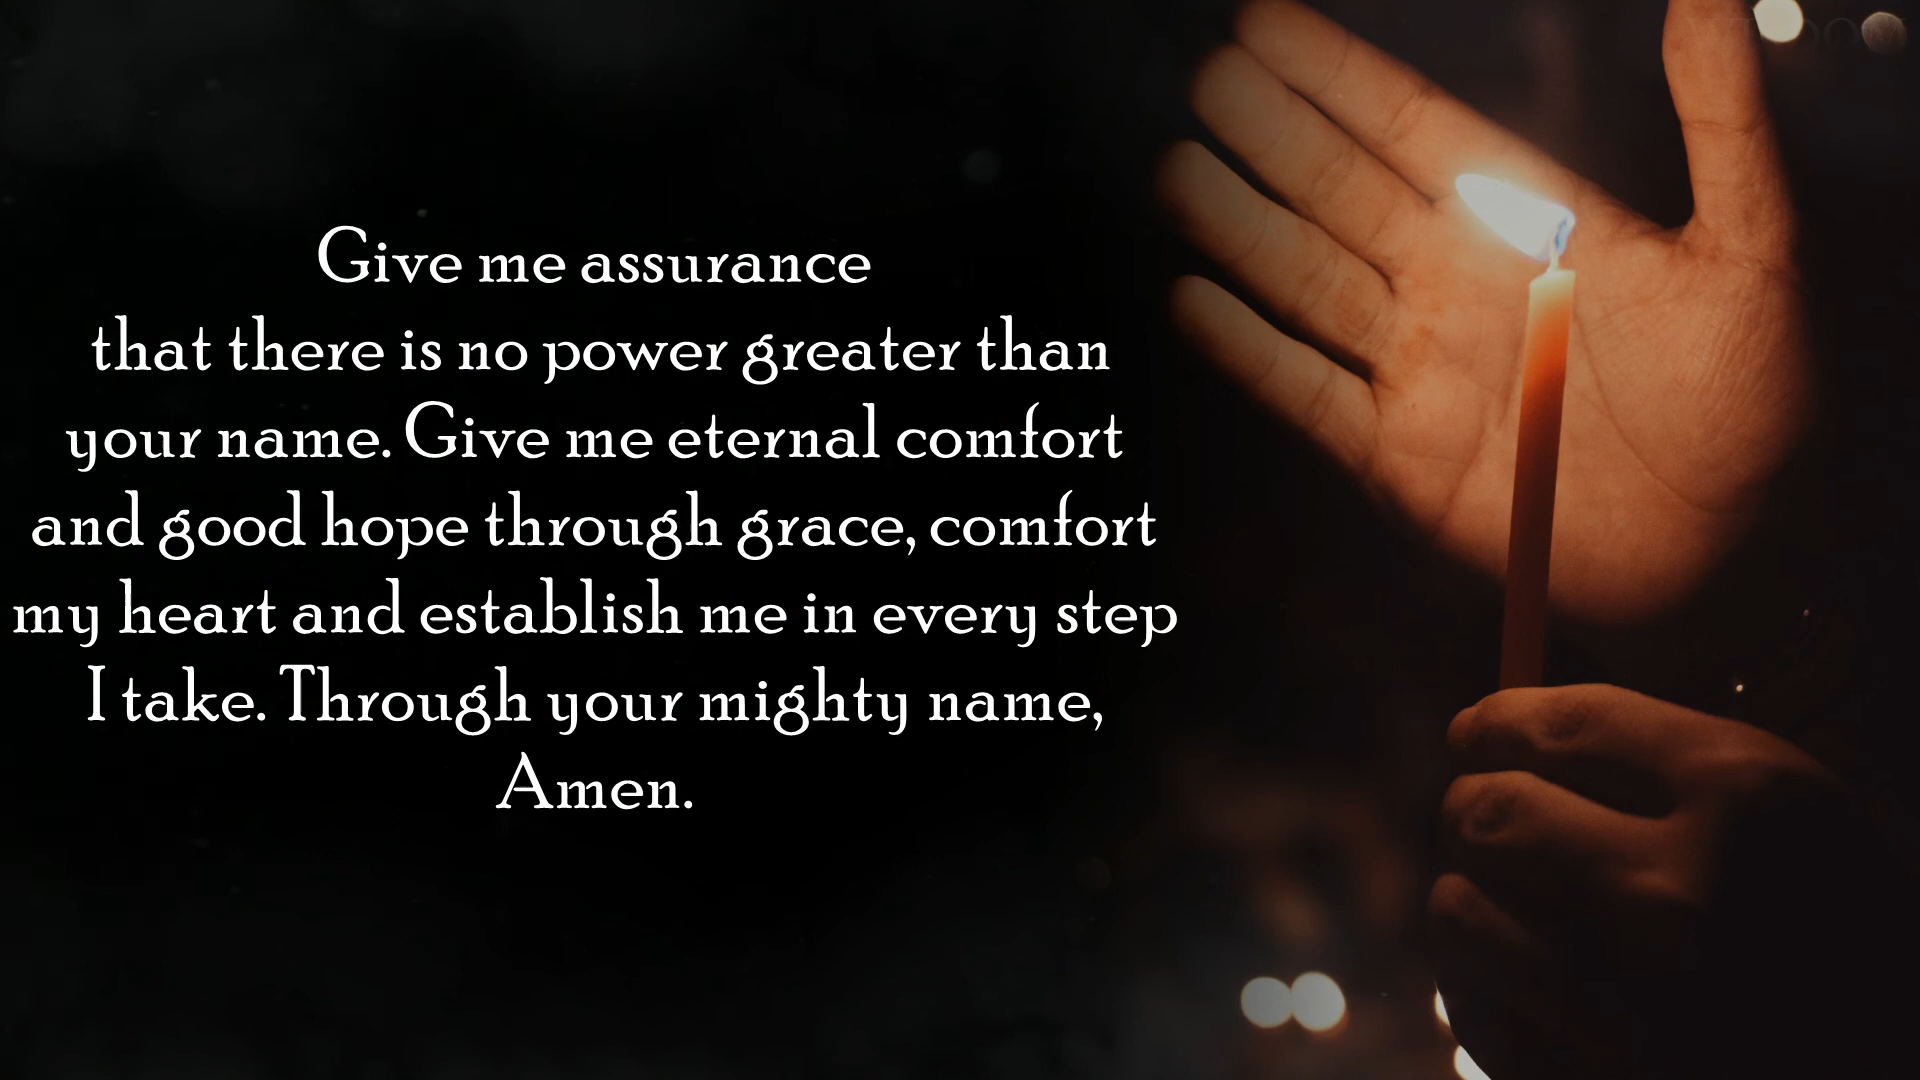 Give me assurance
that there is no power greater than
your name. Give me eternal comfort
and good hope through grace, comfort
my heart and establish me in every step
I take. Through your mighty name,
Amen.